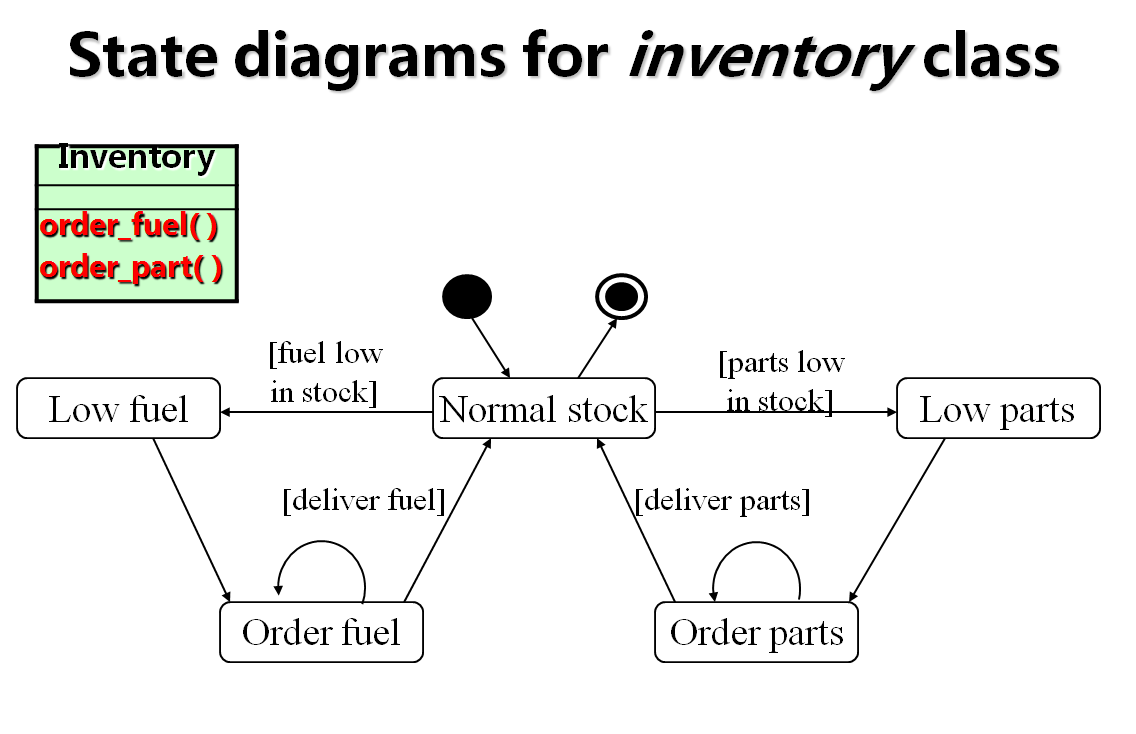 State diagrams for inventory class
Inventory
order_fuel( )
order_part( )
[fuel low
in stock]
[parts low
in stock]
Low fuel
Normal stock
Low parts
[deliver fuel]
[deliver parts]
Order fuel
Order parts